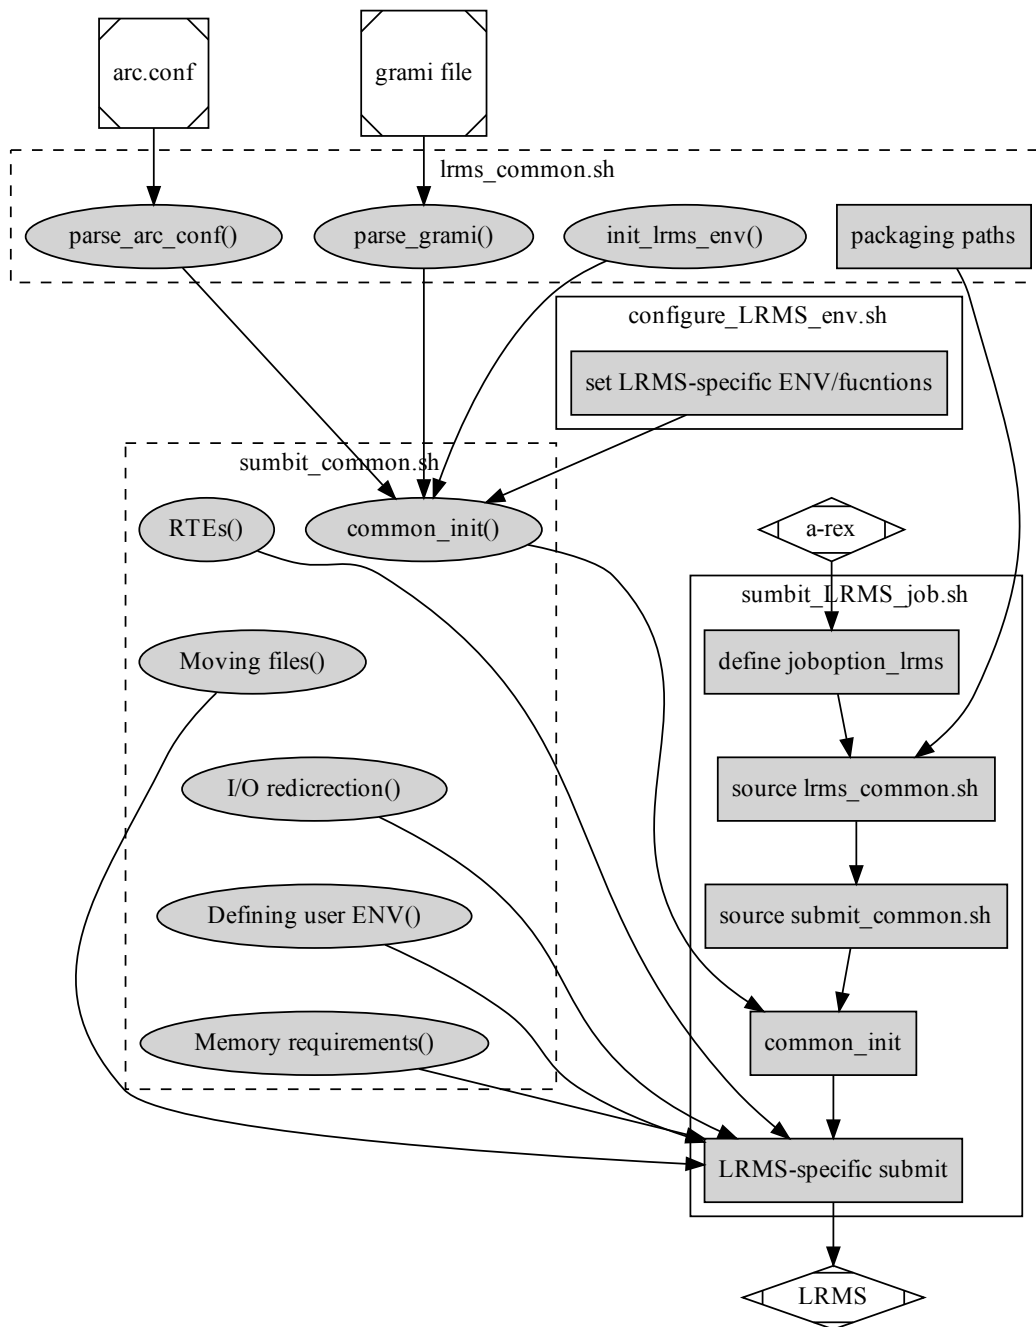 arc.conf
grami file
lrms_common.sh
parse_arc_conf()
parse_grami()
init_lrms_env()
packaging paths
configure_LRMS_env.sh
set LRMS-specific ENV/fucntions
sumbit_common.sh
RTEs()
common_init()
a-rex
sumbit_LRMS_job.sh
Moving files()
define joboption_lrms
I/O redicrection()
source lrms_common.sh
Defining user ENV()
source submit_common.sh
Memory requirements()
common_init
LRMS-specific submit
LRMS